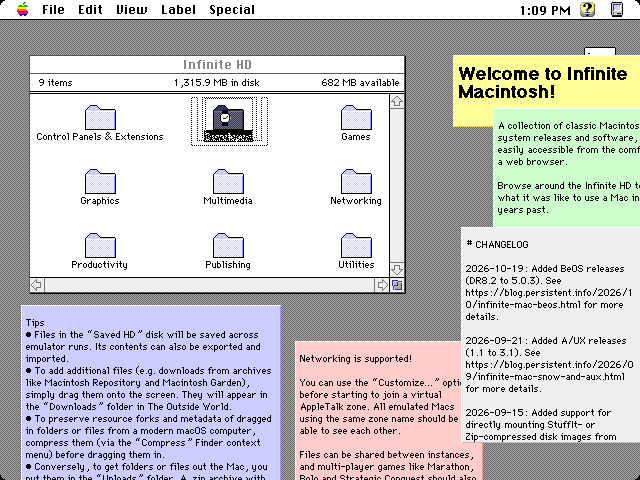 File Edit View Label Special 1:09 PM
Infinite HD
9 items 1,315.9 MB in disk 682 MB available
Control Panels & Extensions
Games
Graphics Multimedia Networking
Productivity Publishing Utilities
Welcome to Infinite
Macintosh!
A collection of classic Macintosh
system releases and software,
easily accessible from the
a web browser.
Browse around the Infinite HD to
what it was like to use a Mac in
years past.
# CHANGELOG
2026-10-19: Added BeOS releases
(DR8.2 to 5.0.3). See
https://blog.persistent.info/2026/1
0/infinite-mac-beos.html for more
details.
2026-09-21: Added A/UX releases
(1.1 to 3.1). See
https://blog.persistent.info/2026/0
9/infinite-mac-snow-and-aux.html
for more details.
2026-09-15: Added support for
directly mounting StuffIt- or
Zip-compressed disk images from
Tips
● Files in the “Saved HD” disk will be saved across
emulator runs. Its contents can also be exported and
imported.
● To add additional files (e.g. downloads from archives
like Macintosh Repository and Macintosh Garden),
simply drag them onto the screen. They will appear in
the “Downloads” folder in The Outside World.
● To preserve resource forks and metadata of dragged
in folders or files from a modern macOS computer,
compress them (via the “Compress” Finder context
menu) before dragging them in.
● Conversely, to get folders or files out the Mac, you
put them in the “Uploads” folder. A .zip archive with
Networking is supported!
You can use the “Customize...”
before starting to join a virtual
AppleTalk zone. All emulated Macs
using the same zone name should be
able to see each other.
Files can be shared between instances,
and multi-player games like Marathon,
Bolo and Strategic Conquest should also